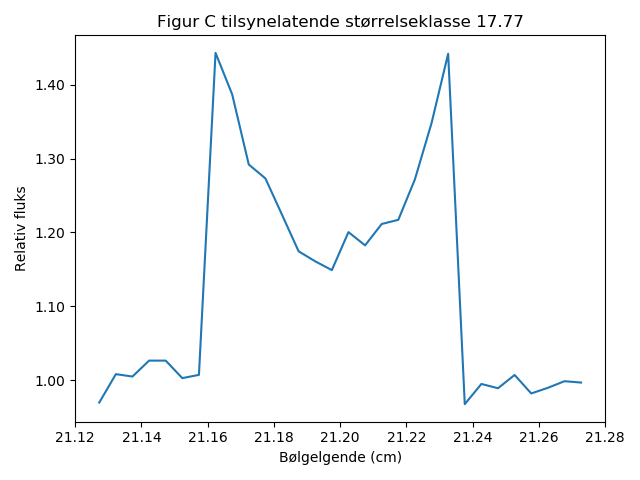 Figur C tilsynelatende størrelseklasse 17.77
1.40
1.30
1.20
1.10
1.00
Relativ fluks
21.12 21.14 21.16 21.18 21.20 21.22 21.24 21.26 21.28
Bølgelgende (cm)